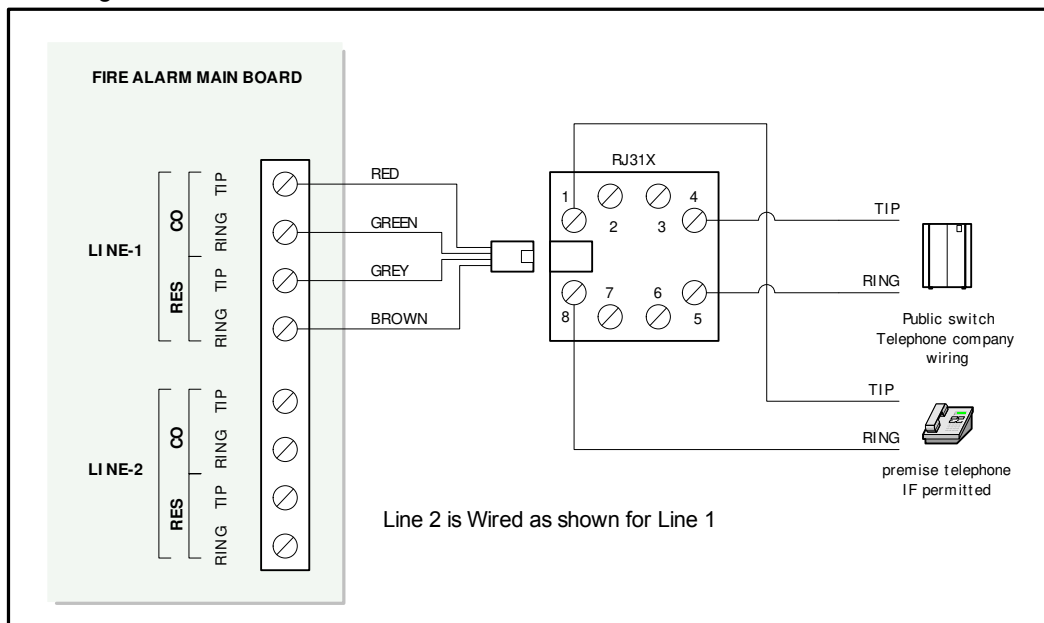 FIRE ALARM MAIN BOARD
LINE-1
CO
TIP
RING
RES
TIP
RING
LINE-2
CO
TIP
RING
RES
TIP
RING
RED
GREEN
GREY
BROWN
RJ31X
1
2
3
4
8
7
6
5
TIP
RING
Public switch
Telephone company
wiring
TIP
RING
premise telephone
IF permitted
Line 2 is Wired as shown for Line 1